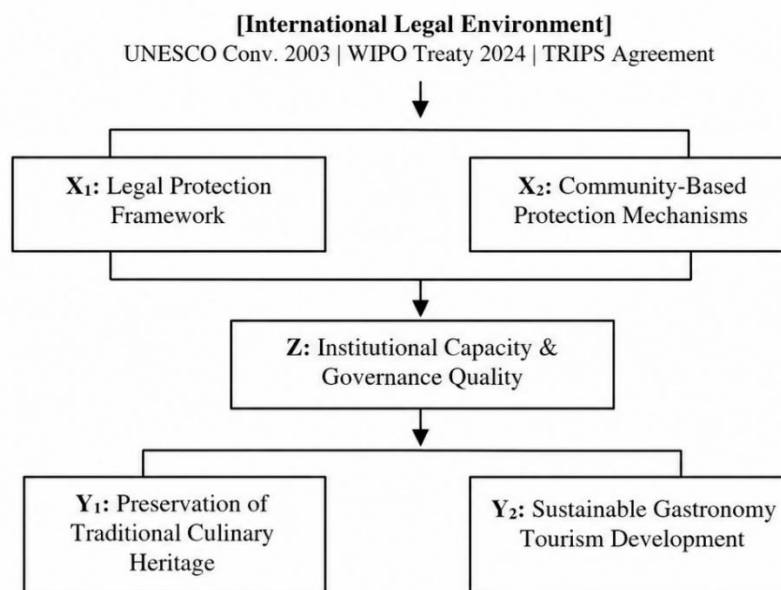 [International Legal Environment]
UNESCO Conv. 2003 | WIPO Treaty 2024 | TRIPS Agreement
X₁: Legal Protection
Framework
X₂: Community-Based
Protection Mechanisms
Z: Institutional Capacity &
Governance Quality
Y₁: Preservation of
Traditional Culinary
Heritage
Y₂: Sustainable Gastronomy
Tourism Development